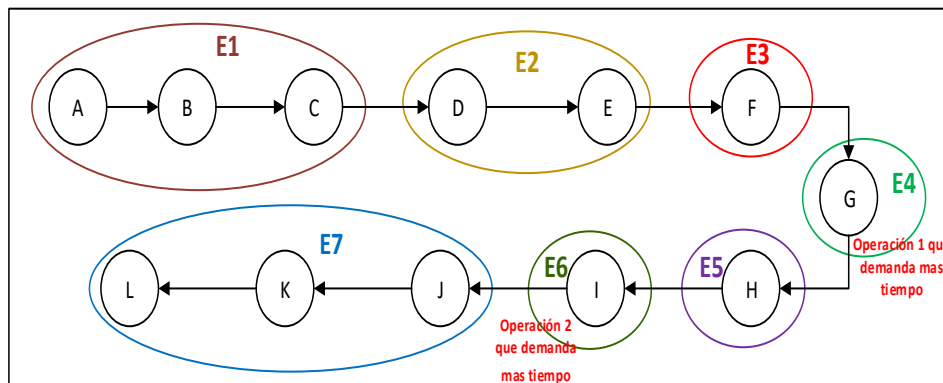 E1
E2
E3
A
B
C
D
E
F
E4
G
Operación 1 qu
demanda mas
tiempo
E7
E6
E5
L
K
J
I
H
Operación 2
que demanda
mas tiempo